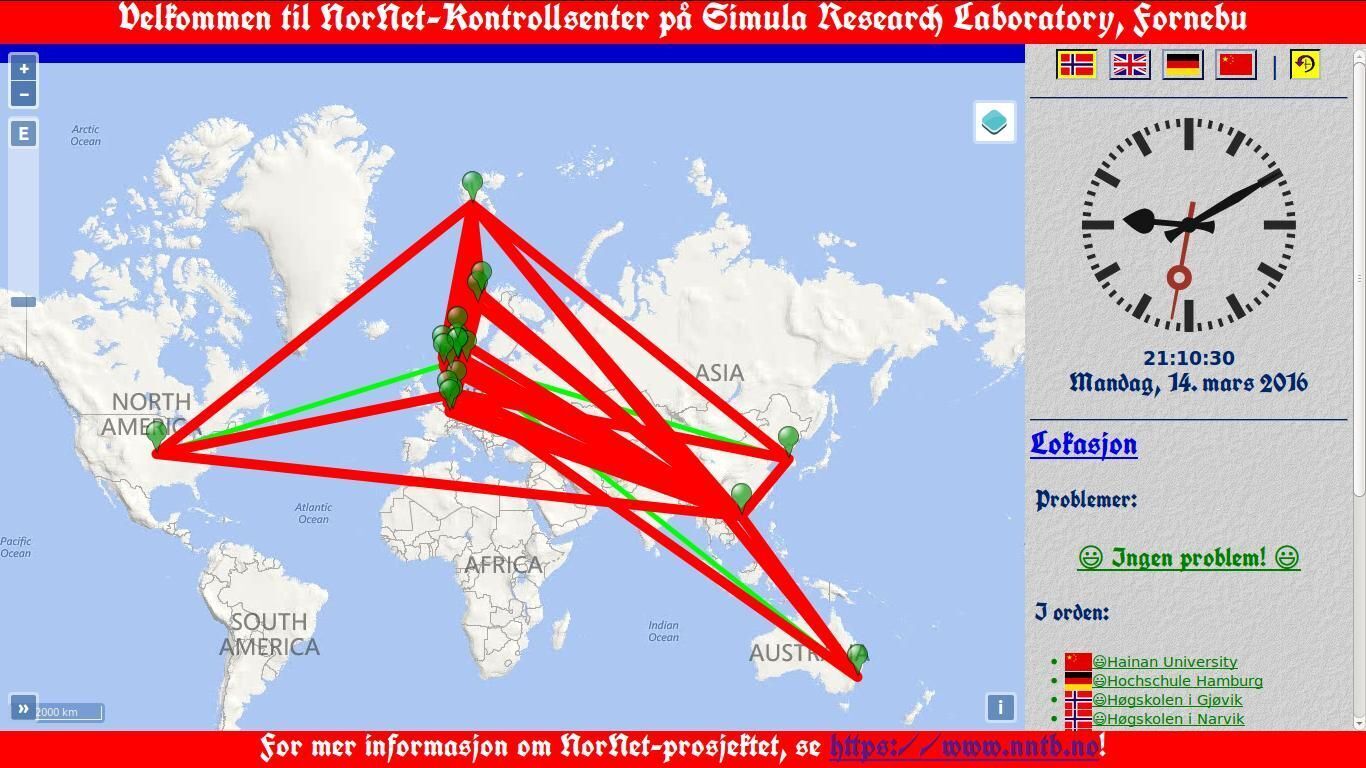 Velkommen til NorNet-Kontrollsenter på Simula Research Laboratory, Fornebu
+
−
E
Arctic
Ocean
NORTH
AMERICA
ASIA
Atlantic
Ocean
Pacific
Ocean
AFRICA
SOUTH
AMERICA
Indian
Ocean
AUSTRALIA
»
2000 km
i
|
21:10:30
Mandag, 14. mars 2016
Lokasjon
Problemer:
😃 Ingen problem! 😃
I orden:
• 😃Hainan University
• 😃Hochschule Hamburg
• 😃Høgskolen i Gjøvik
• 😃Høgskolen i Narvik
For mer informasjon om NorNet-prosjektet, se https://www.nntb.no!